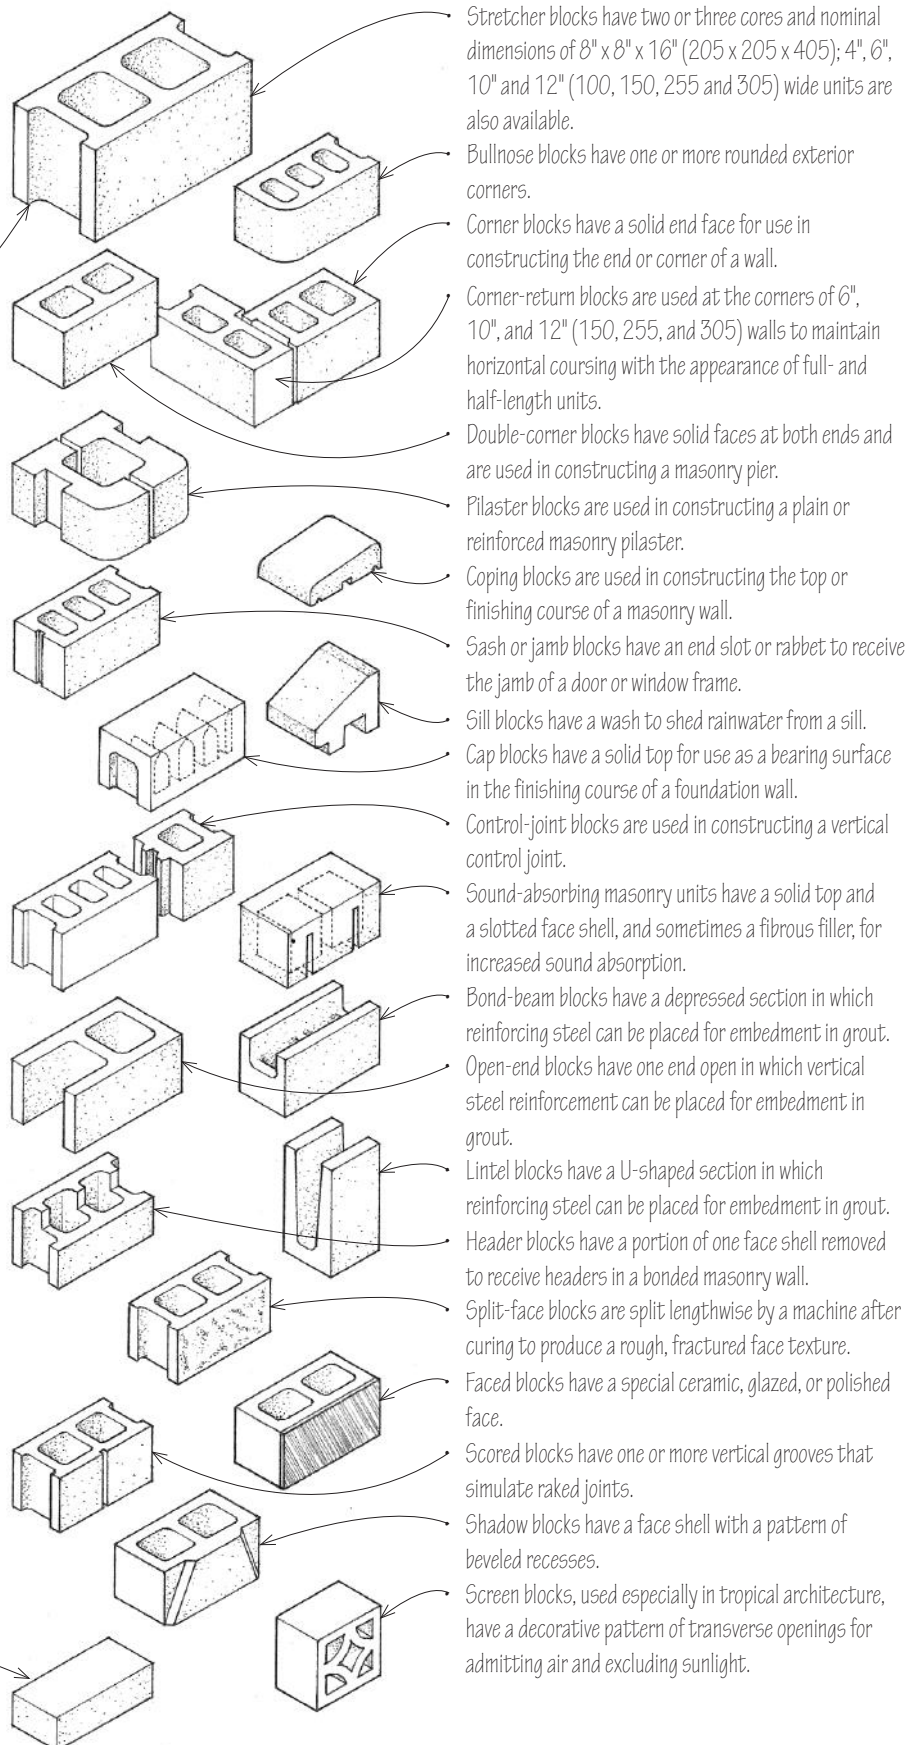 • Stretcher blocks have two or three cores and nominal
dimensions of 8" x 8" x 16" (205 x 205 x 405); 4", 6",
10" and 12" (100, 150, 255 and 305) wide units are
also available.
• Bullnose blocks have one or more rounded exterior
corners.
• Corner blocks have a solid end face for use in
constructing the end or corner of a wall.
• Corner-return blocks are used at the corners of 6",
10", and 12" (150, 255, and 305) walls to maintain
horizontal coursing with the appearance of full- and
half-length units.
• Double-corner blocks have solid faces at both ends and
are used in constructing a masonry pier.
• Pilaster blocks are used in constructing a plain or
reinforced masonry pilaster.
• Coping blocks are used in constructing the top or
finishing course of a masonry wall.
• Sash or jamb blocks have an end slot or rabbet to receive
the jamb of a door or window frame.
• Sill blocks have a wash to shed rainwater from a sill.
• Cap blocks have a solid top for use as a bearing surface
in the finishing course of a foundation wall.
• Control-joint blocks are used in constructing a vertical
control joint.
• Sound-absorbing masonry units have a solid top and
a slotted face shell, and sometimes a fibrous filler, for
increased sound absorption.
• Bond-beam blocks have a depressed section in which
reinforcing steel can be placed for embedment in grout.
• Open-end blocks have one end open in which vertical
steel reinforcement can be placed for embedment in
grout.
• Lintel blocks have a U-shaped section in which
reinforcing steel can be placed for embedment in grout.
• Header blocks have a portion of one face shell removed
to receive headers in a bonded masonry wall.
• Split-face blocks are split lengthwise by a machine after
curing to produce a rough, fractured face texture.
• Faced blocks have a special ceramic, glazed, or polished
face.
• Scored blocks have one or more vertical grooves that
simulate raked joints.
• Shadow blocks have a face shell with a pattern of
beveled recesses.
• Screen blocks, used especially in tropical architecture,
have a decorative pattern of transverse openings for
admitting air and excluding sunlight.